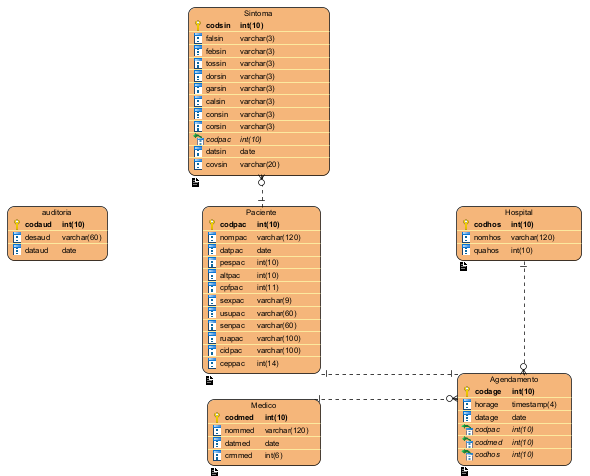 Sintoma
codsin int(10)
falsin varchar(3)
febsin varchar(3)
tossin varchar(3)
dorsin varchar(3)
garsin varchar(3)
calsin varchar(3)
consin varchar(3)
corsin varchar(3)
codpac int(10)
datsin date
covsin varchar(20)
auditoria
codaud int(10)
desaud varchar(60)
dataud date
Paciente
codpac int(10)
nompac varchar(120)
datpac date
pespac int(10)
altpac int(10)
cpfpac int(11)
sexpac varchar(9)
usupac varchar(60)
senpac varchar(60)
ruapac varchar(100)
cidpac varchar(100)
ceppac int(14)
Hospital
codhos int(10)
nomhos varchar(120)
quahos int(10)
Medico
codmed int(10)
nommed varchar(120)
datmed date
crmmed int(6)
Agendamento
codage int(10)
horage timestamp(4)
datage date
codpac int(10)
codmed int(10)
codhos int(10)